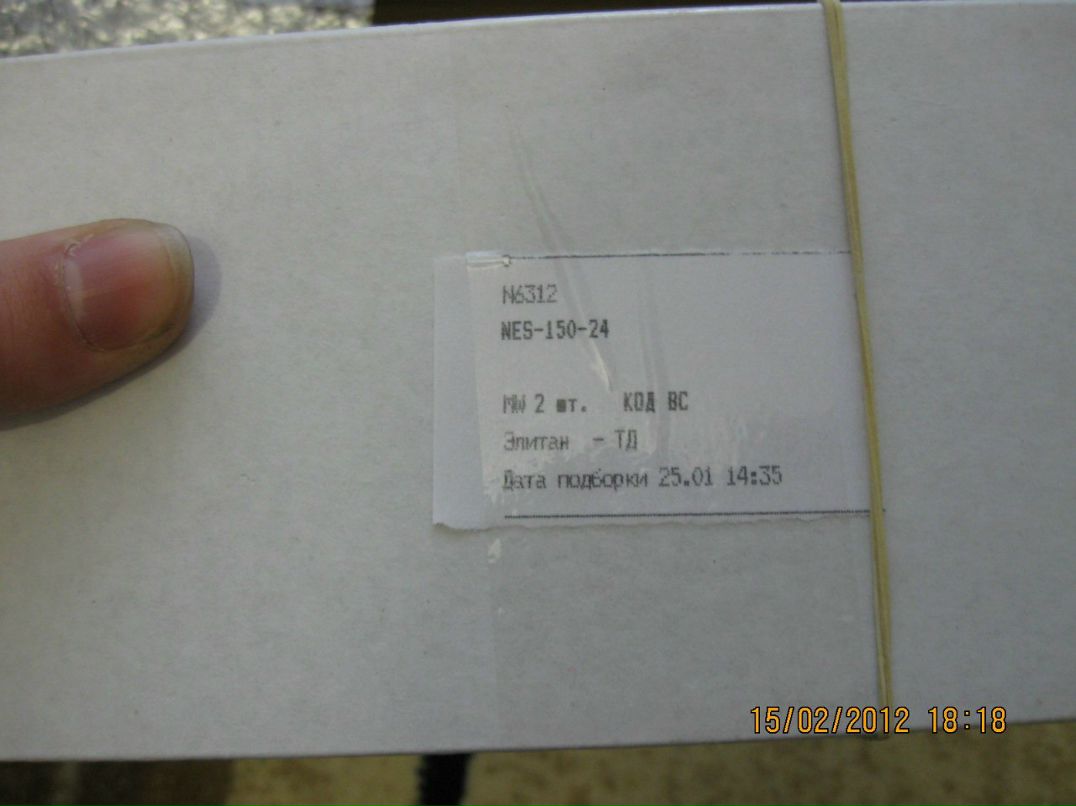 N6312
NES-150-24
MW 2 шт. КОД ВС
Элитан - ТД
Дата подборки 25.01 14:35
15/02/2012 18:18